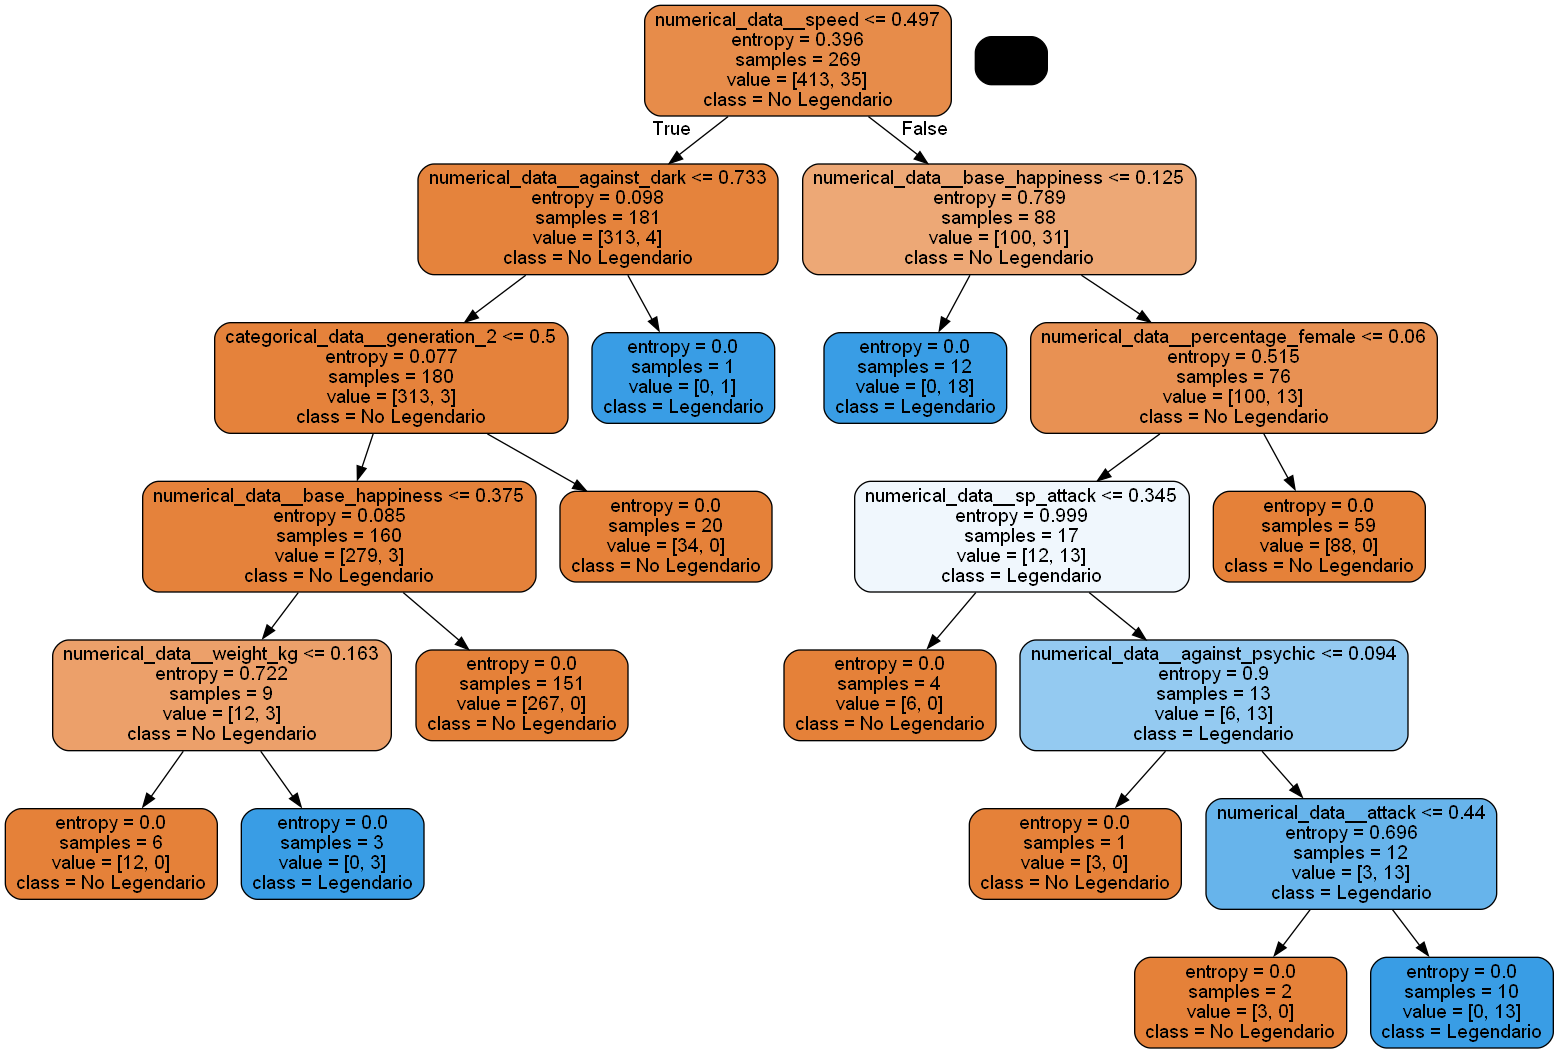 numerical_data__speed <= 0.497
entropy = 0.396
samples = 269
value = [413, 35]
class = No Legendario
True
False
numerical_data__against_dark <= 0.733
entropy = 0.098
samples = 181
value = [313, 4]
class = No Legendario
numerical_data__base_happiness <= 0.125
entropy = 0.789
samples = 88
value = [100, 31]
class = No Legendario
categorical_data__generation_2 <= 0.5
entropy = 0.077
samples = 180
value = [313, 3]
class = No Legendario
entropy = 0.0
samples = 1
value = [0, 1]
class = Legendario
entropy = 0.0
samples = 12
value = [0, 18]
class = Legendario
numerical_data__percentage_female <= 0.06
entropy = 0.515
samples = 76
value = [100, 13]
class = No Legendario
numerical_data__base_happiness <= 0.375
entropy = 0.085
samples = 160
value = [279, 3]
class = No Legendario
entropy = 0.0
samples = 20
value = [34, 0]
class = No Legendario
numerical_data__sp_attack <= 0.345
entropy = 0.999
samples = 17
value = [12, 13]
class = Legendario
entropy = 0.0
samples = 59
value = [88, 0]
class = No Legendario
numerical_data__weight_kg <= 0.163
entropy = 0.722
samples = 9
value = [12, 3]
class = No Legendario
entropy = 0.0
samples = 151
value = [267, 0]
class = No Legendario
entropy = 0.0
samples = 4
value = [6, 0]
class = No Legendario
numerical_data__against_psychic <= 0.094
entropy = 0.9
samples = 13
value = [6, 13]
class = Legendario
entropy = 0.0
samples = 6
value = [12, 0]
class = No Legendario
entropy = 0.0
samples = 3
value = [0, 3]
class = Legendario
entropy = 0.0
samples = 1
value = [3, 0]
class = No Legendario
numerical_data__attack <= 0.44
entropy = 0.696
samples = 12
value = [3, 13]
class = Legendario
entropy = 0.0
samples = 2
value = [3, 0]
class = No Legendario
entropy = 0.0
samples = 10
value = [0, 13]
class = Legendario